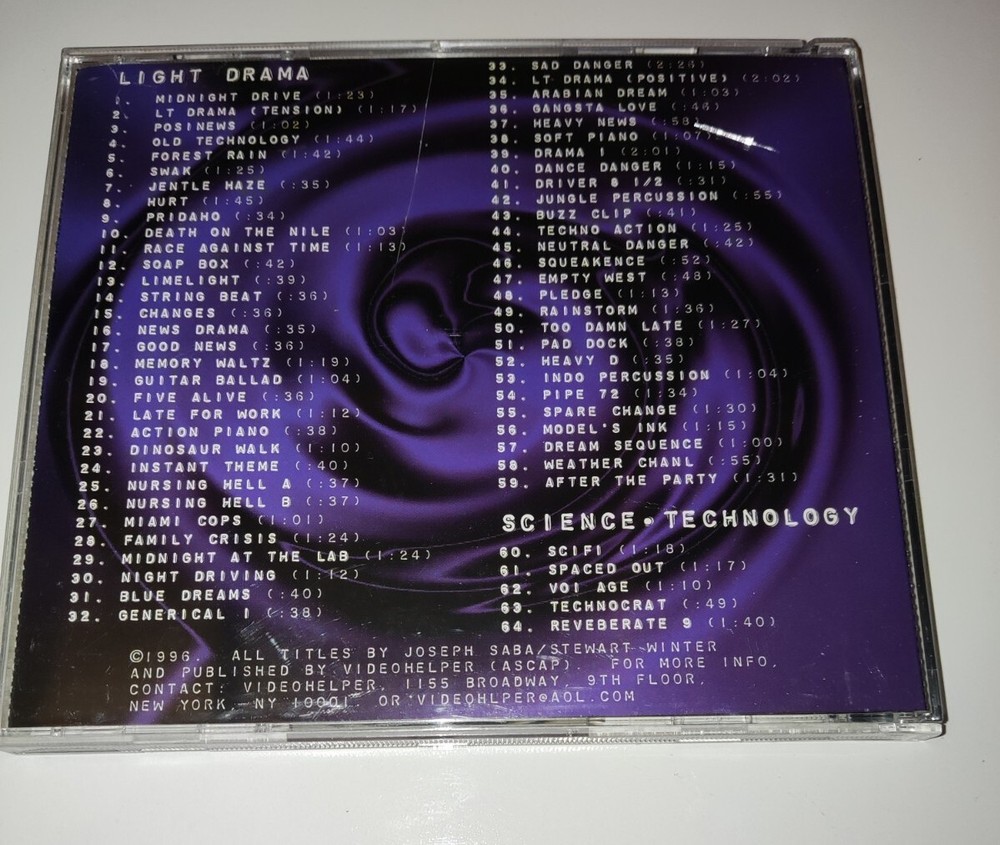 LIGHT DRAMA
1. MIDNIGHT DRIVE (1:23)
2. LT DRAMA (TENSION) (1:17)
3. POSINEWS (1:02)
4. OLD TECHNOLOGY (1:44)
5. FOREST RAIN (1:42)
6. SWAK (1:25)
7. JENTLE HAZE (:35)
8. HURT (1:45)
9. PRIDAHO (:34)
10. DEATH ON THE NILE (1:03)
11. RACE AGAINST TIME (1:13)
12. SOAP BOX (:42)
13. LIMELIGHT (:39)
14. STRING BEAT (:36)
15. CHANGES (:36)
16. NEWS DRAMA (:35)
17. GOOD NEWS (:36)
18. MEMORY WALTZ (1:19)
19. GUITAR BALLAD (1:04)
20. FIVE ALIVE (:36)
21. LATE FOR WORK (1:12)
22. ACTION PIANO (:38)
23. DINOSAUR WALK (1:10)
24. INSTANT THEME (:40)
25. NURSING HELL A (:37)
26. NURSING HELL B (:37)
27. MIAMI COPS (1:01)
28. FAMILY CRISIS (1:24)
29. MIDNIGHT AT THE LAB (1:24)
30. NIGHT DRIVING (1:12)
31. BLUE DREAMS (:40)
32. GENERICAL I (:38)
33. SAD DANGER (2:26)
34. LT DRAMA (POSITIVE) (2:02)
35. ARABIAN DREAM (1:03)
36. GANGSTA LOVE (:46)
37. HEAVY NEWS (:58)
38. SOFT PIANO (1:07)
39. DRAMA I (2:01)
40. DANCE DANGER (1:15)
41. DRIVER 8 1/2 (:31)
42. JUNGLE PERCUSSION (:55)
43. BUZZ CLIP (:41)
44. TECHNO ACTION (1:25)
45. NEUTRAL DANGER (:42)
46. SQUEAKENCE (:52)
47. EMPTY WEST (:48)
48. PLEDGE (1:13)
49. RAINSTORM (1:36)
50. TOO DAMN LATE (1:27)
51. PAD DOCK (:38)
52. HEAVY D (:35)
53. INDO PERCUSSION (1:04)
54. PIPE 72 (1:34)
55. SPARE CHANGE (1:30)
56. MODEL'S INK (1:15)
57. DREAM SEQUENCE (1:00)
58. WEATHER CHANL (:55)
59. AFTER THE PARTY (1:31)
SCIENCE•TECHNOLOGY
60. SCIFI (1:18)
61. SPACED OUT (1:17)
62. VOI AGE (1:10)
63. TECHNOCRAT (:49)
64. REVEBERATE 9 (1:40)
©1996. ALL TITLES BY JOSEPH SABA/STEWART WINTER
AND PUBLISHED BY VIDEOHELPER (ASCAP). FOR MORE INFO,
CONTACT: VIDEOHELPER, 1155 BROADWAY, 9TH FLOOR,
NEW YORK, NY 10001. OR VIDEOHLPER@AOL.COM